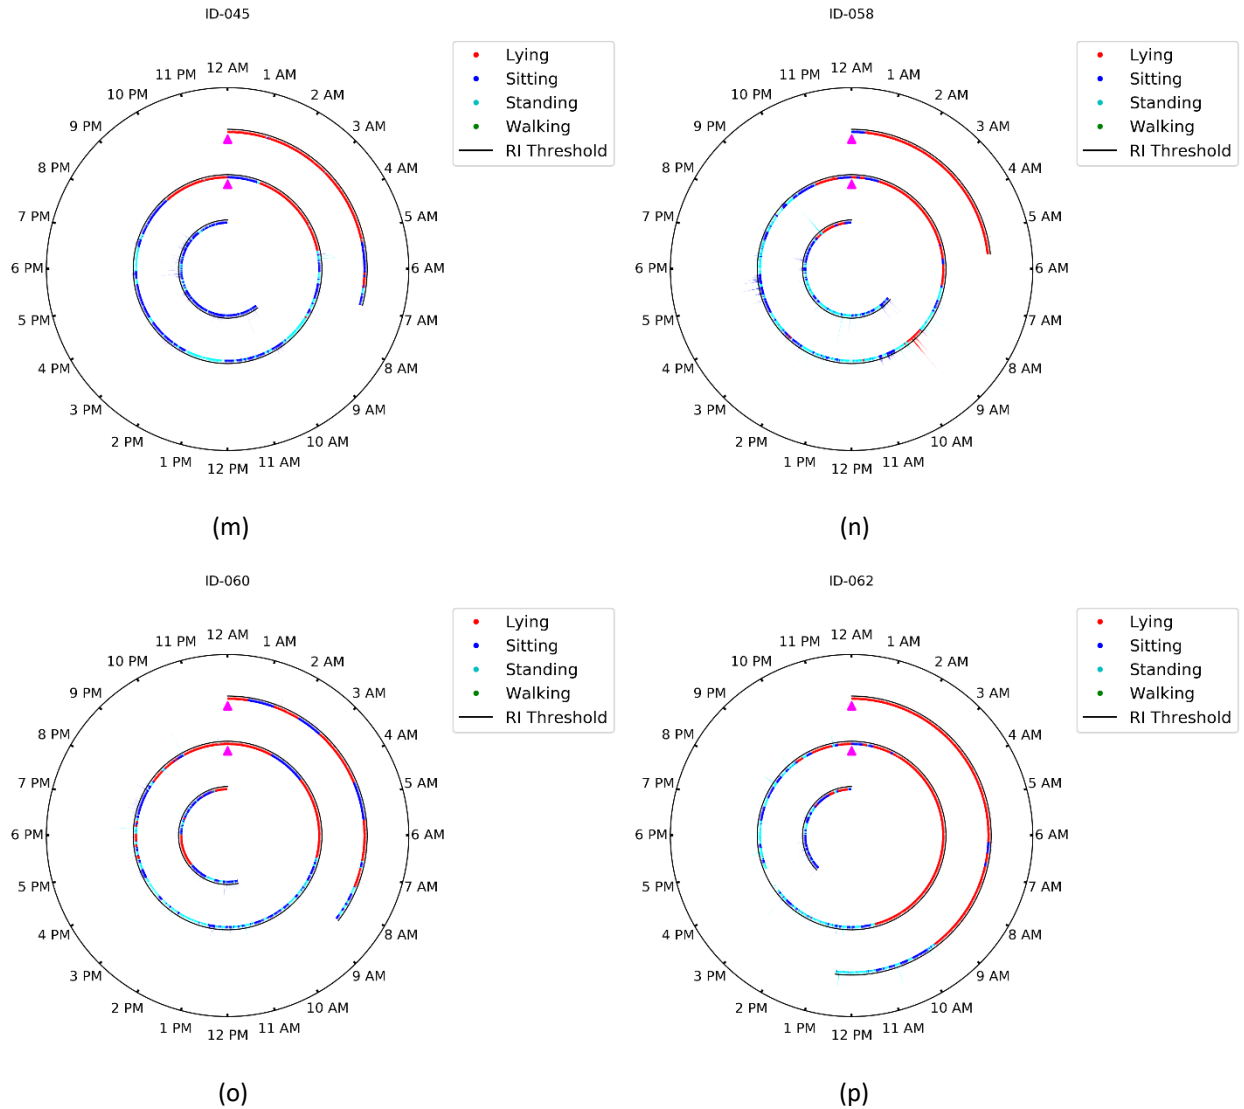 ID-045
12 AM
1 AM
2 AM
3 AM
4 AM
5 AM
6 AM
7 AM
8 AM
9 AM
10 AM
11 AM
12 PM
1 PM
2 PM
3 PM
4 PM
5 PM
6 PM
7 PM
8 PM
9 PM
10 PM
11 PM
Lying
Sitting
Standing
Walking
RI Threshold
(m)
ID-058
12 AM
1 AM
2 AM
3 AM
4 AM
5 AM
6 AM
7 AM
8 AM
9 AM
10 AM
11 AM
12 PM
1 PM
2 PM
3 PM
4 PM
5 PM
6 PM
7 PM
8 PM
9 PM
10 PM
11 PM
Lying
Sitting
Standing
Walking
RI Threshold
(n)
ID-060
12 AM
1 AM
2 AM
3 AM
4 AM
5 AM
6 AM
7 AM
8 AM
9 AM
10 AM
11 AM
12 PM
1 PM
2 PM
3 PM
4 PM
5 PM
6 PM
7 PM
8 PM
9 PM
10 PM
11 PM
Lying
Sitting
Standing
Walking
RI Threshold
(o)
ID-062
12 AM
1 AM
2 AM
3 AM
4 AM
5 AM
6 AM
7 AM
8 AM
9 AM
10 AM
11 AM
12 PM
1 PM
2 PM
3 PM
4 PM
5 PM
6 PM
7 PM
8 PM
9 PM
10 PM
11 PM
Lying
Sitting
Standing
Walking
RI Threshold
(p)